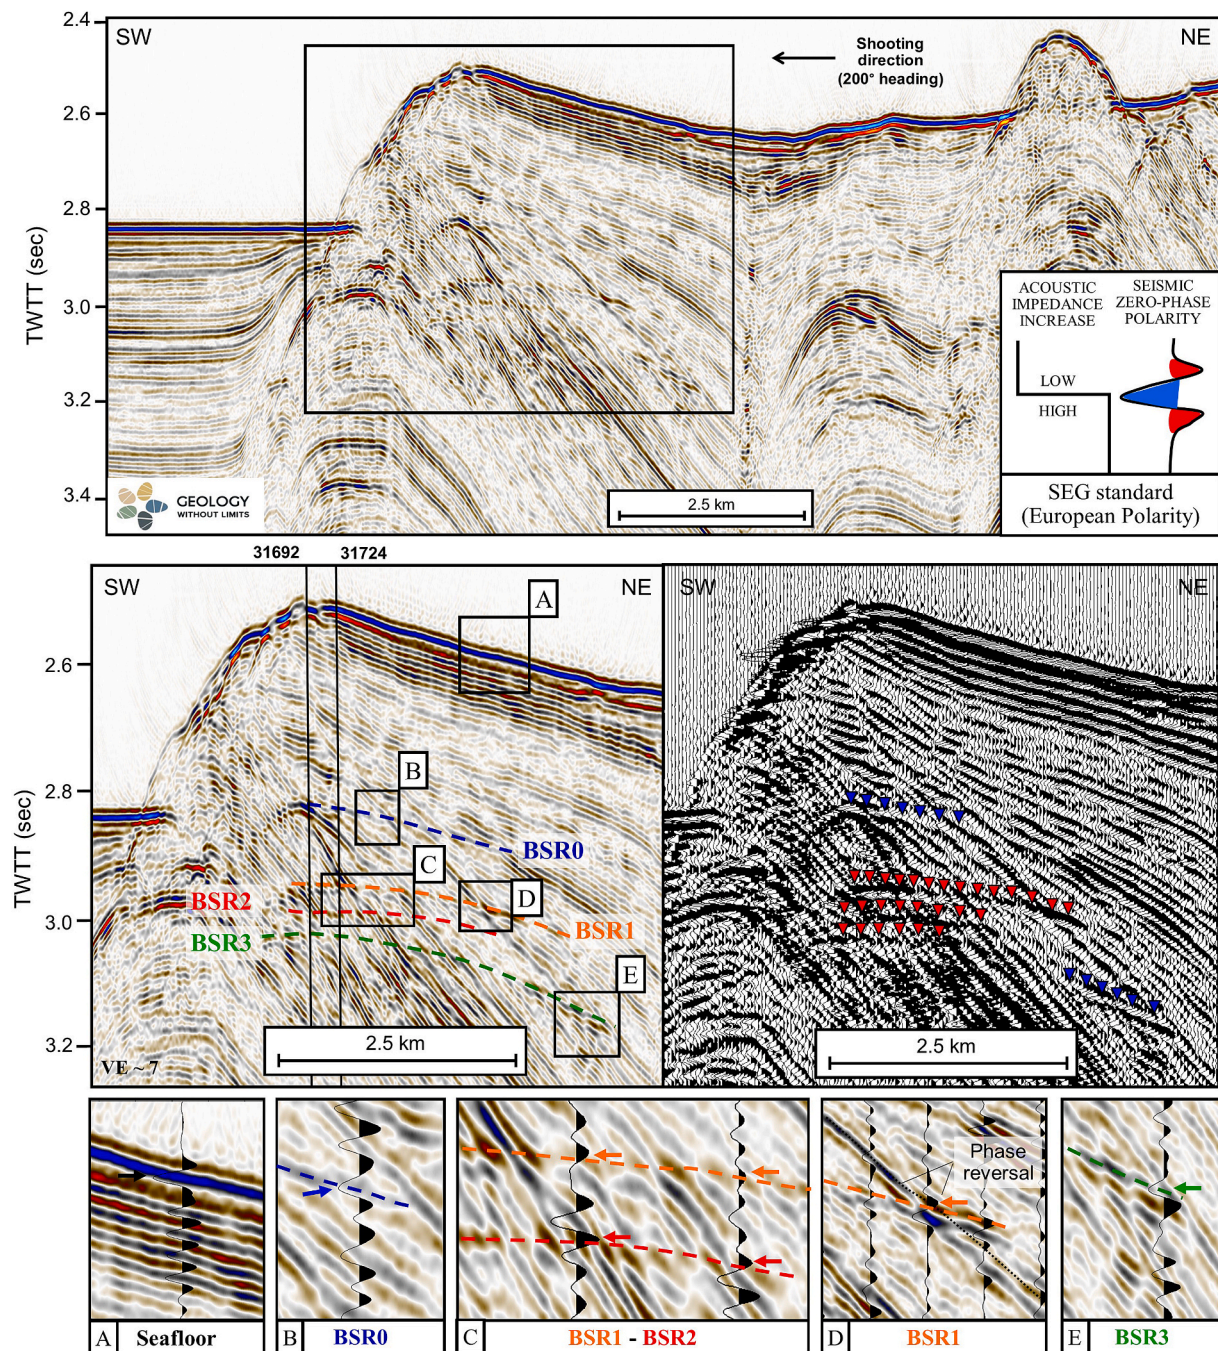 2.4
SW
NE
Shooting
direction
(200° heading)
2.6
2.8
TWTT (sec)
3.0
3.2
3.4
ACOUSTIC
IMPEDANCE
INCREASE
SEISMIC
ZERO-PHASE
POLARITY
LOW
HIGH
SEG standard
(European Polarity)
GEOLOGY
WITHOUT LIMITS
2.5 km
31692
31724
SW
NE
A
2.6
B
2.8
TWTT (sec)
BSR0
C
D
BSR2
BSR1
3.0
BSR3
E
2.5 km
3.2
VE ~ 7
SW
NE
2.5 km
A
Seafloor
B
BSR0
C
BSR1 - BSR2
Phase
reversal
D
BSR1
E
BSR3